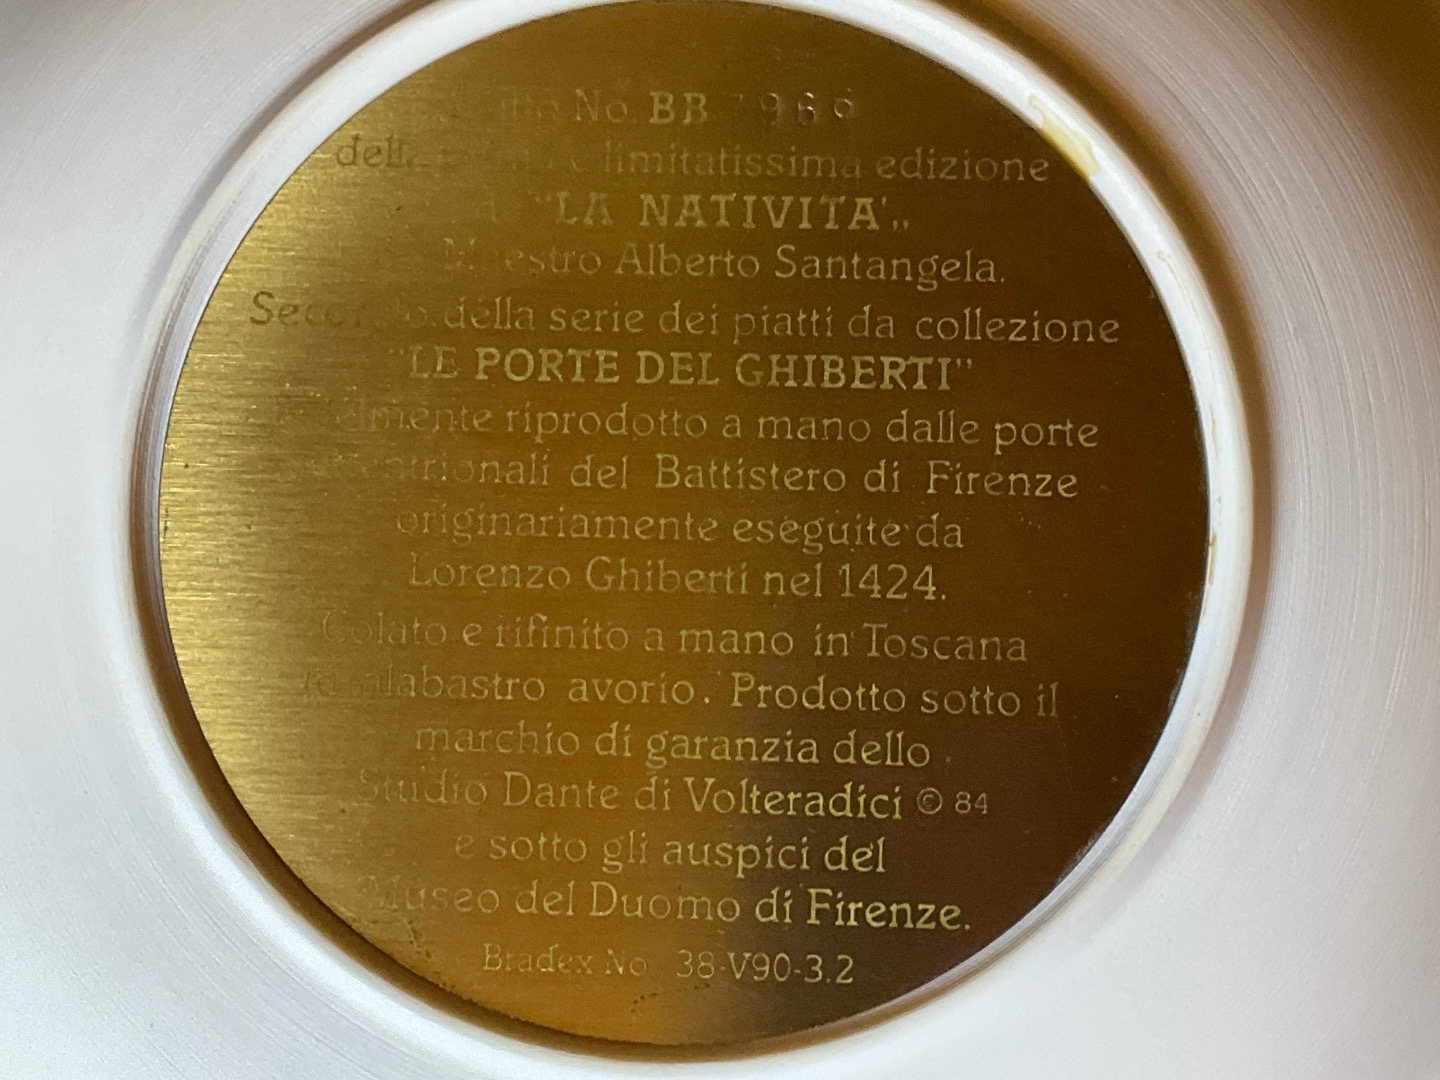 No. BB 7969
limitatissima edizione
"LA NATIVITA',,
Maestro Alberto Santangela.
Secondo della serie dei piatti da collezione
"LE PORTE DEL GHIBERTI"
riprodotto a mano dalle porte
del Battistero di Firenze
originariamente eseguite da
Lorenzo Ghiberti nel 1424.
Colato e rifinito a mano in Toscana
alabastro avorio. Prodotto sotto il
marchio di garanzia dello
Studio Dante di Volteradici © 84
e sotto gli auspici del
Museo del Duomo di Firenze.
Bradex No 38-V90-3.2